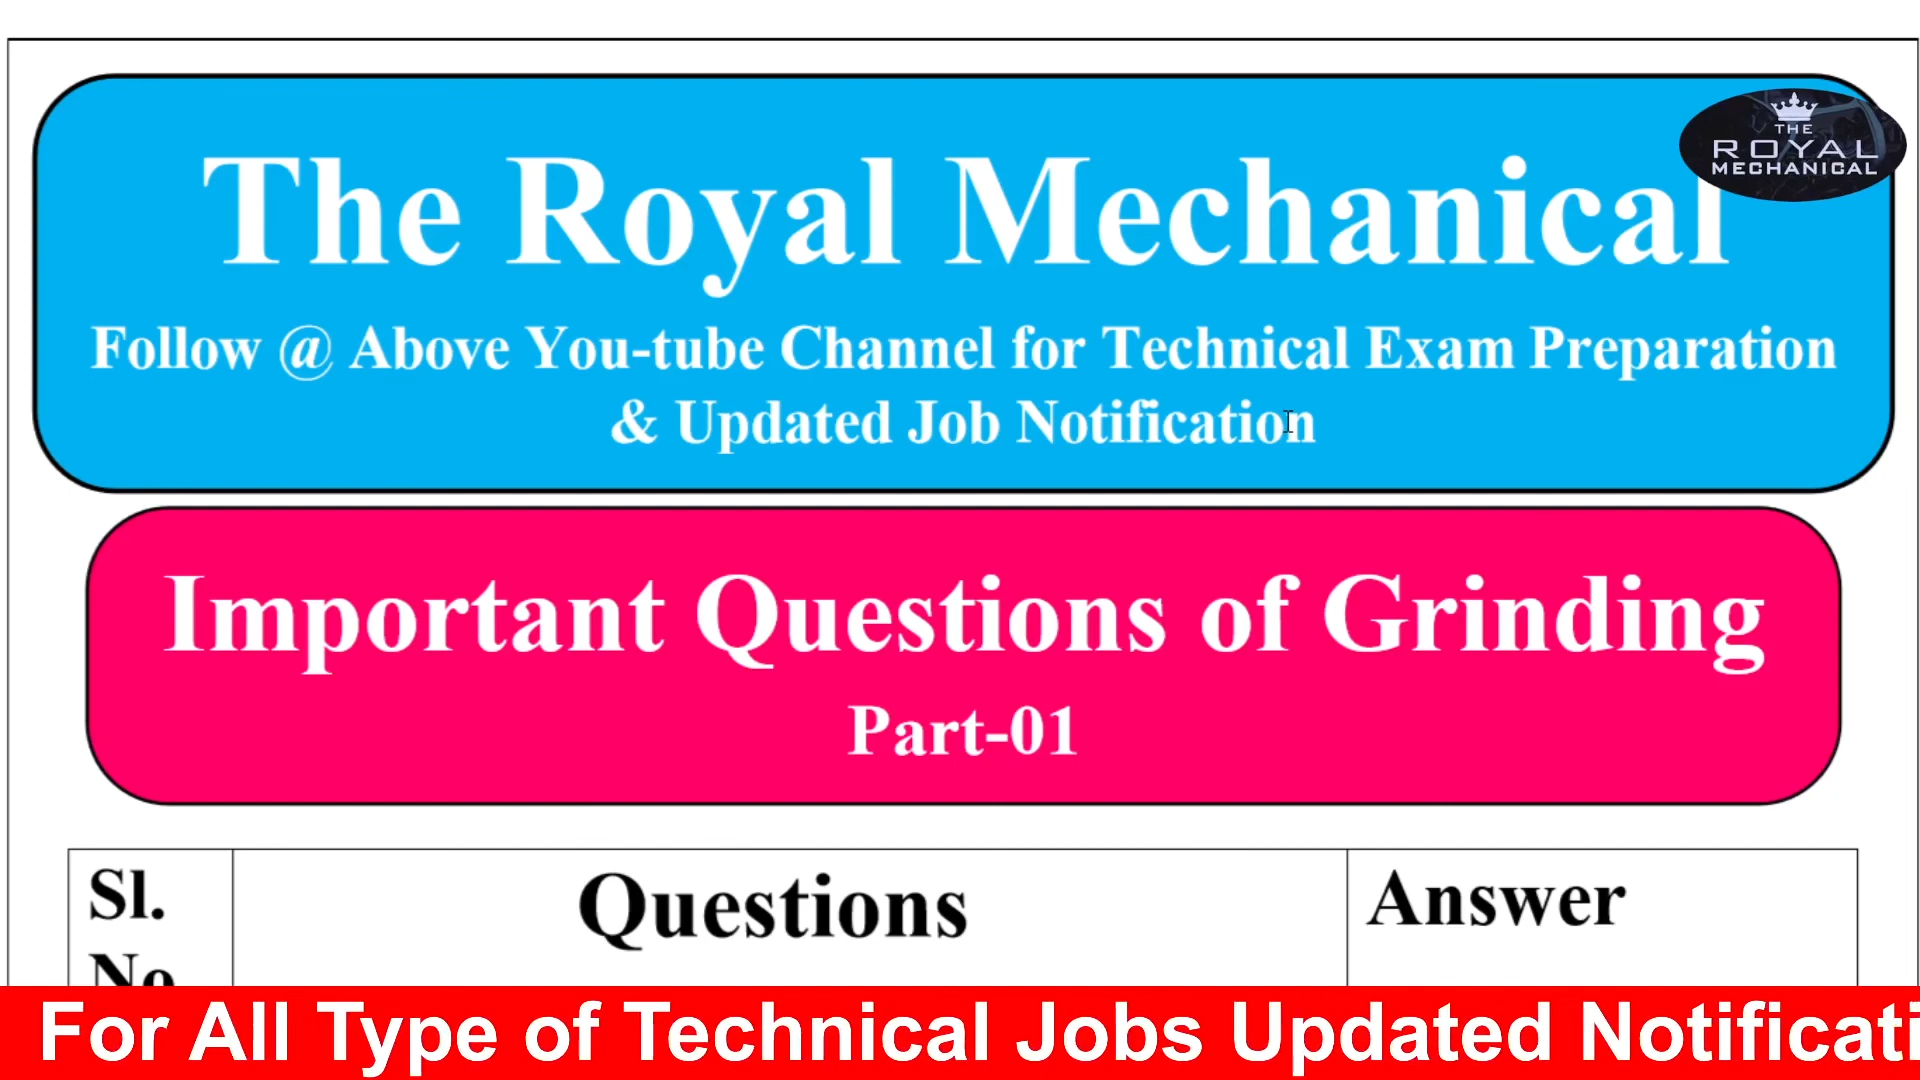 THE
ROYAL
MECHANICAL
The Royal Mechanical
Follow @ Above You-tube Channel for Technical Exam Preparation
& Updated Job Notification
Important Questions of Grinding
Part-01
Sl.
No
Questions
Answer
For All Type of Technical Jobs Updated Notificati